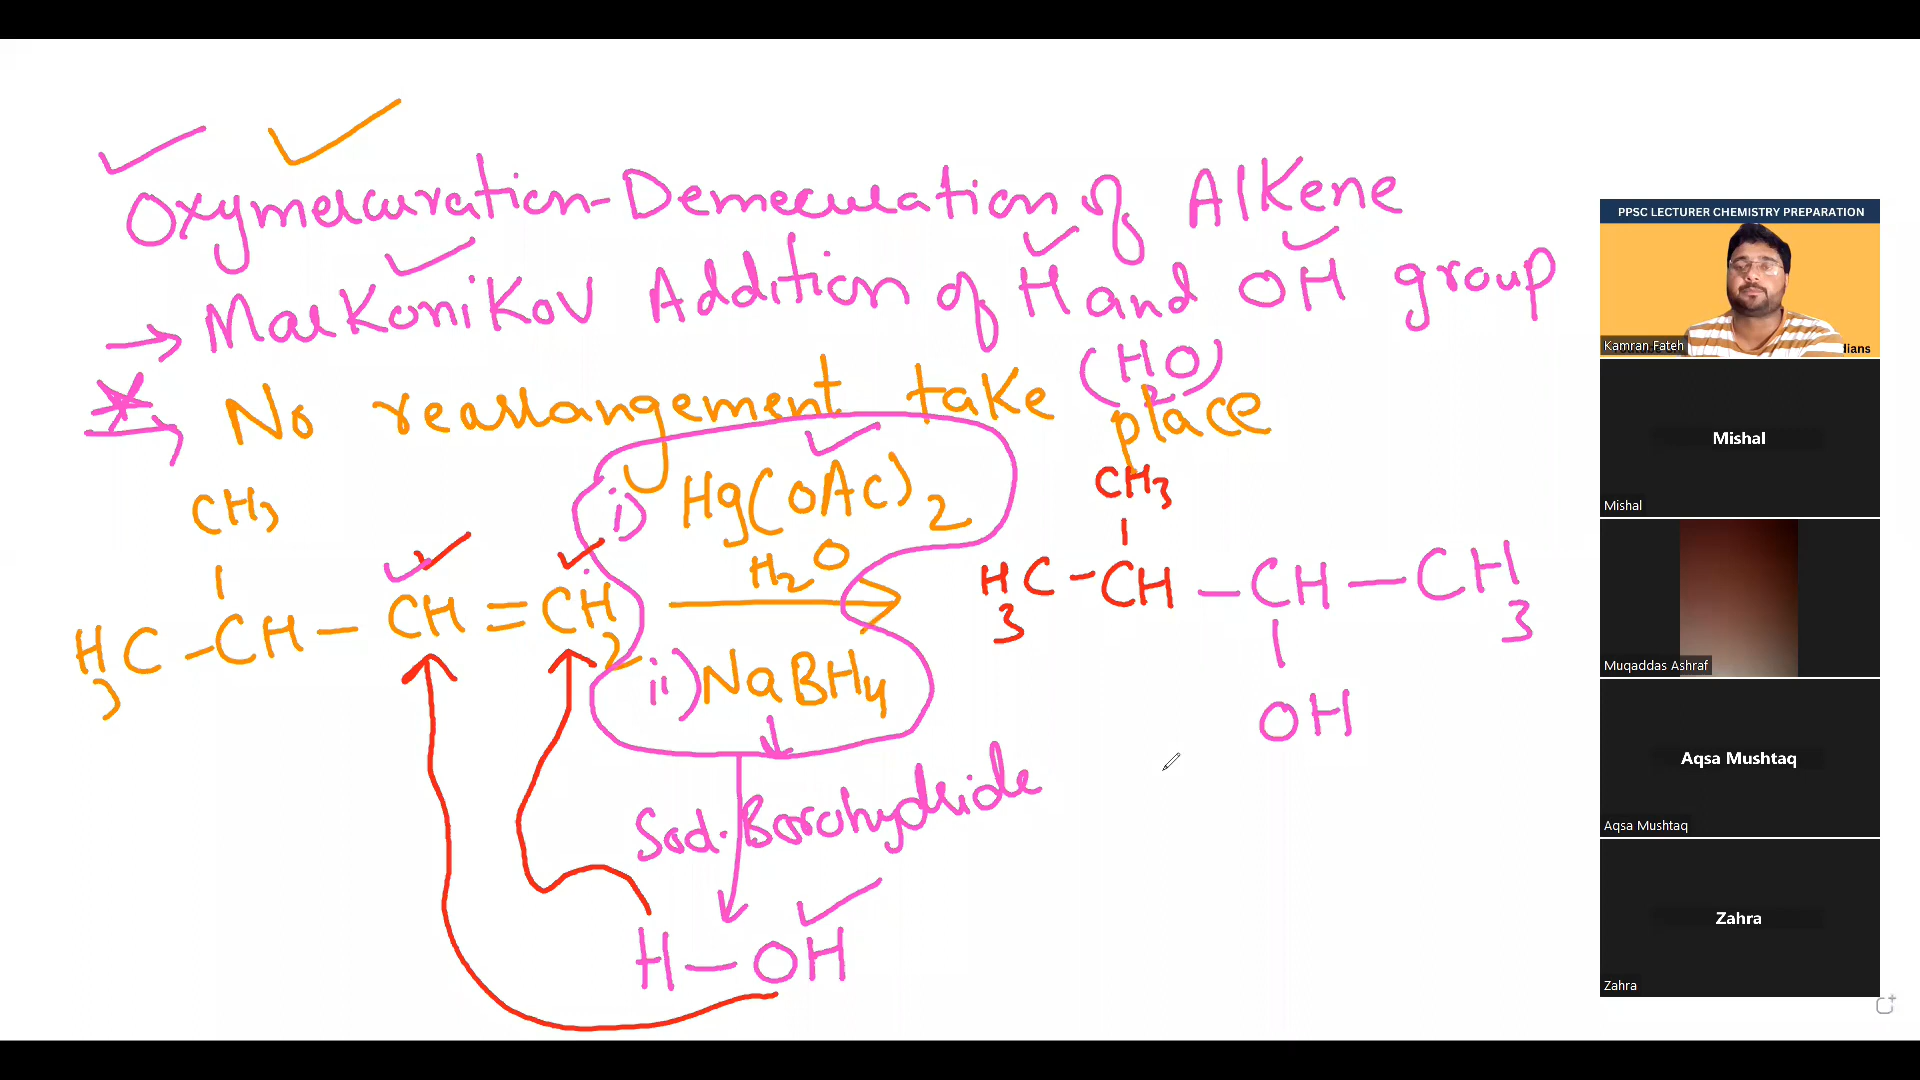 Oxymercuration-Demercuration of Alkene
→ Markonikov Addition of H and OH group
(HO)
No rearrangement take place
CH3
H3C-CH-CH=CH2
i) Hg(OAc)2
H2O
ii) NaBH4
CH3
H3C-CH-CH-CH3
OH
Sod. Borohydride
H-OH
PPSC LECTURER CHEMISTRY PREPARATION
Kamran Fateh
Mishal
Mishal
Muqaddas Ashraf
Aqsa Mushtaq
Aqsa Mushtaq
Zahra
Zahra